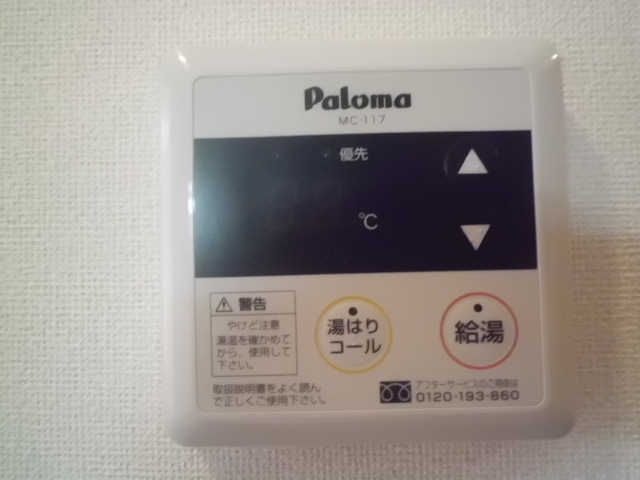 Paloma
MC-117
優先
℃
警告
やけど注意
湯温を確かめて
から、使用して
下さい。
湯はり
コール
給湯
取扱説明書をよく読ん
で正しくご使用下さい。
アフターサービスのご用命は
0120-193-860